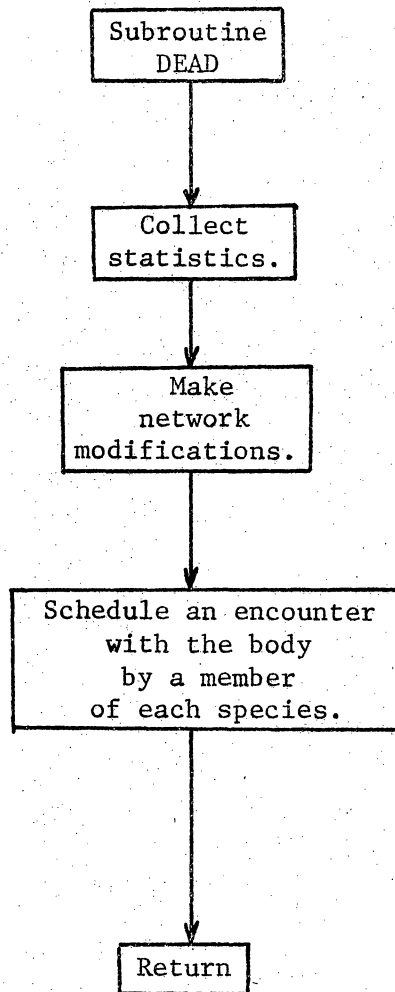 Subroutine
DEAD
Collect
statistics.
Make
network
modifications.
Schedule an encounter
with the body
by a member
of each species.
Return